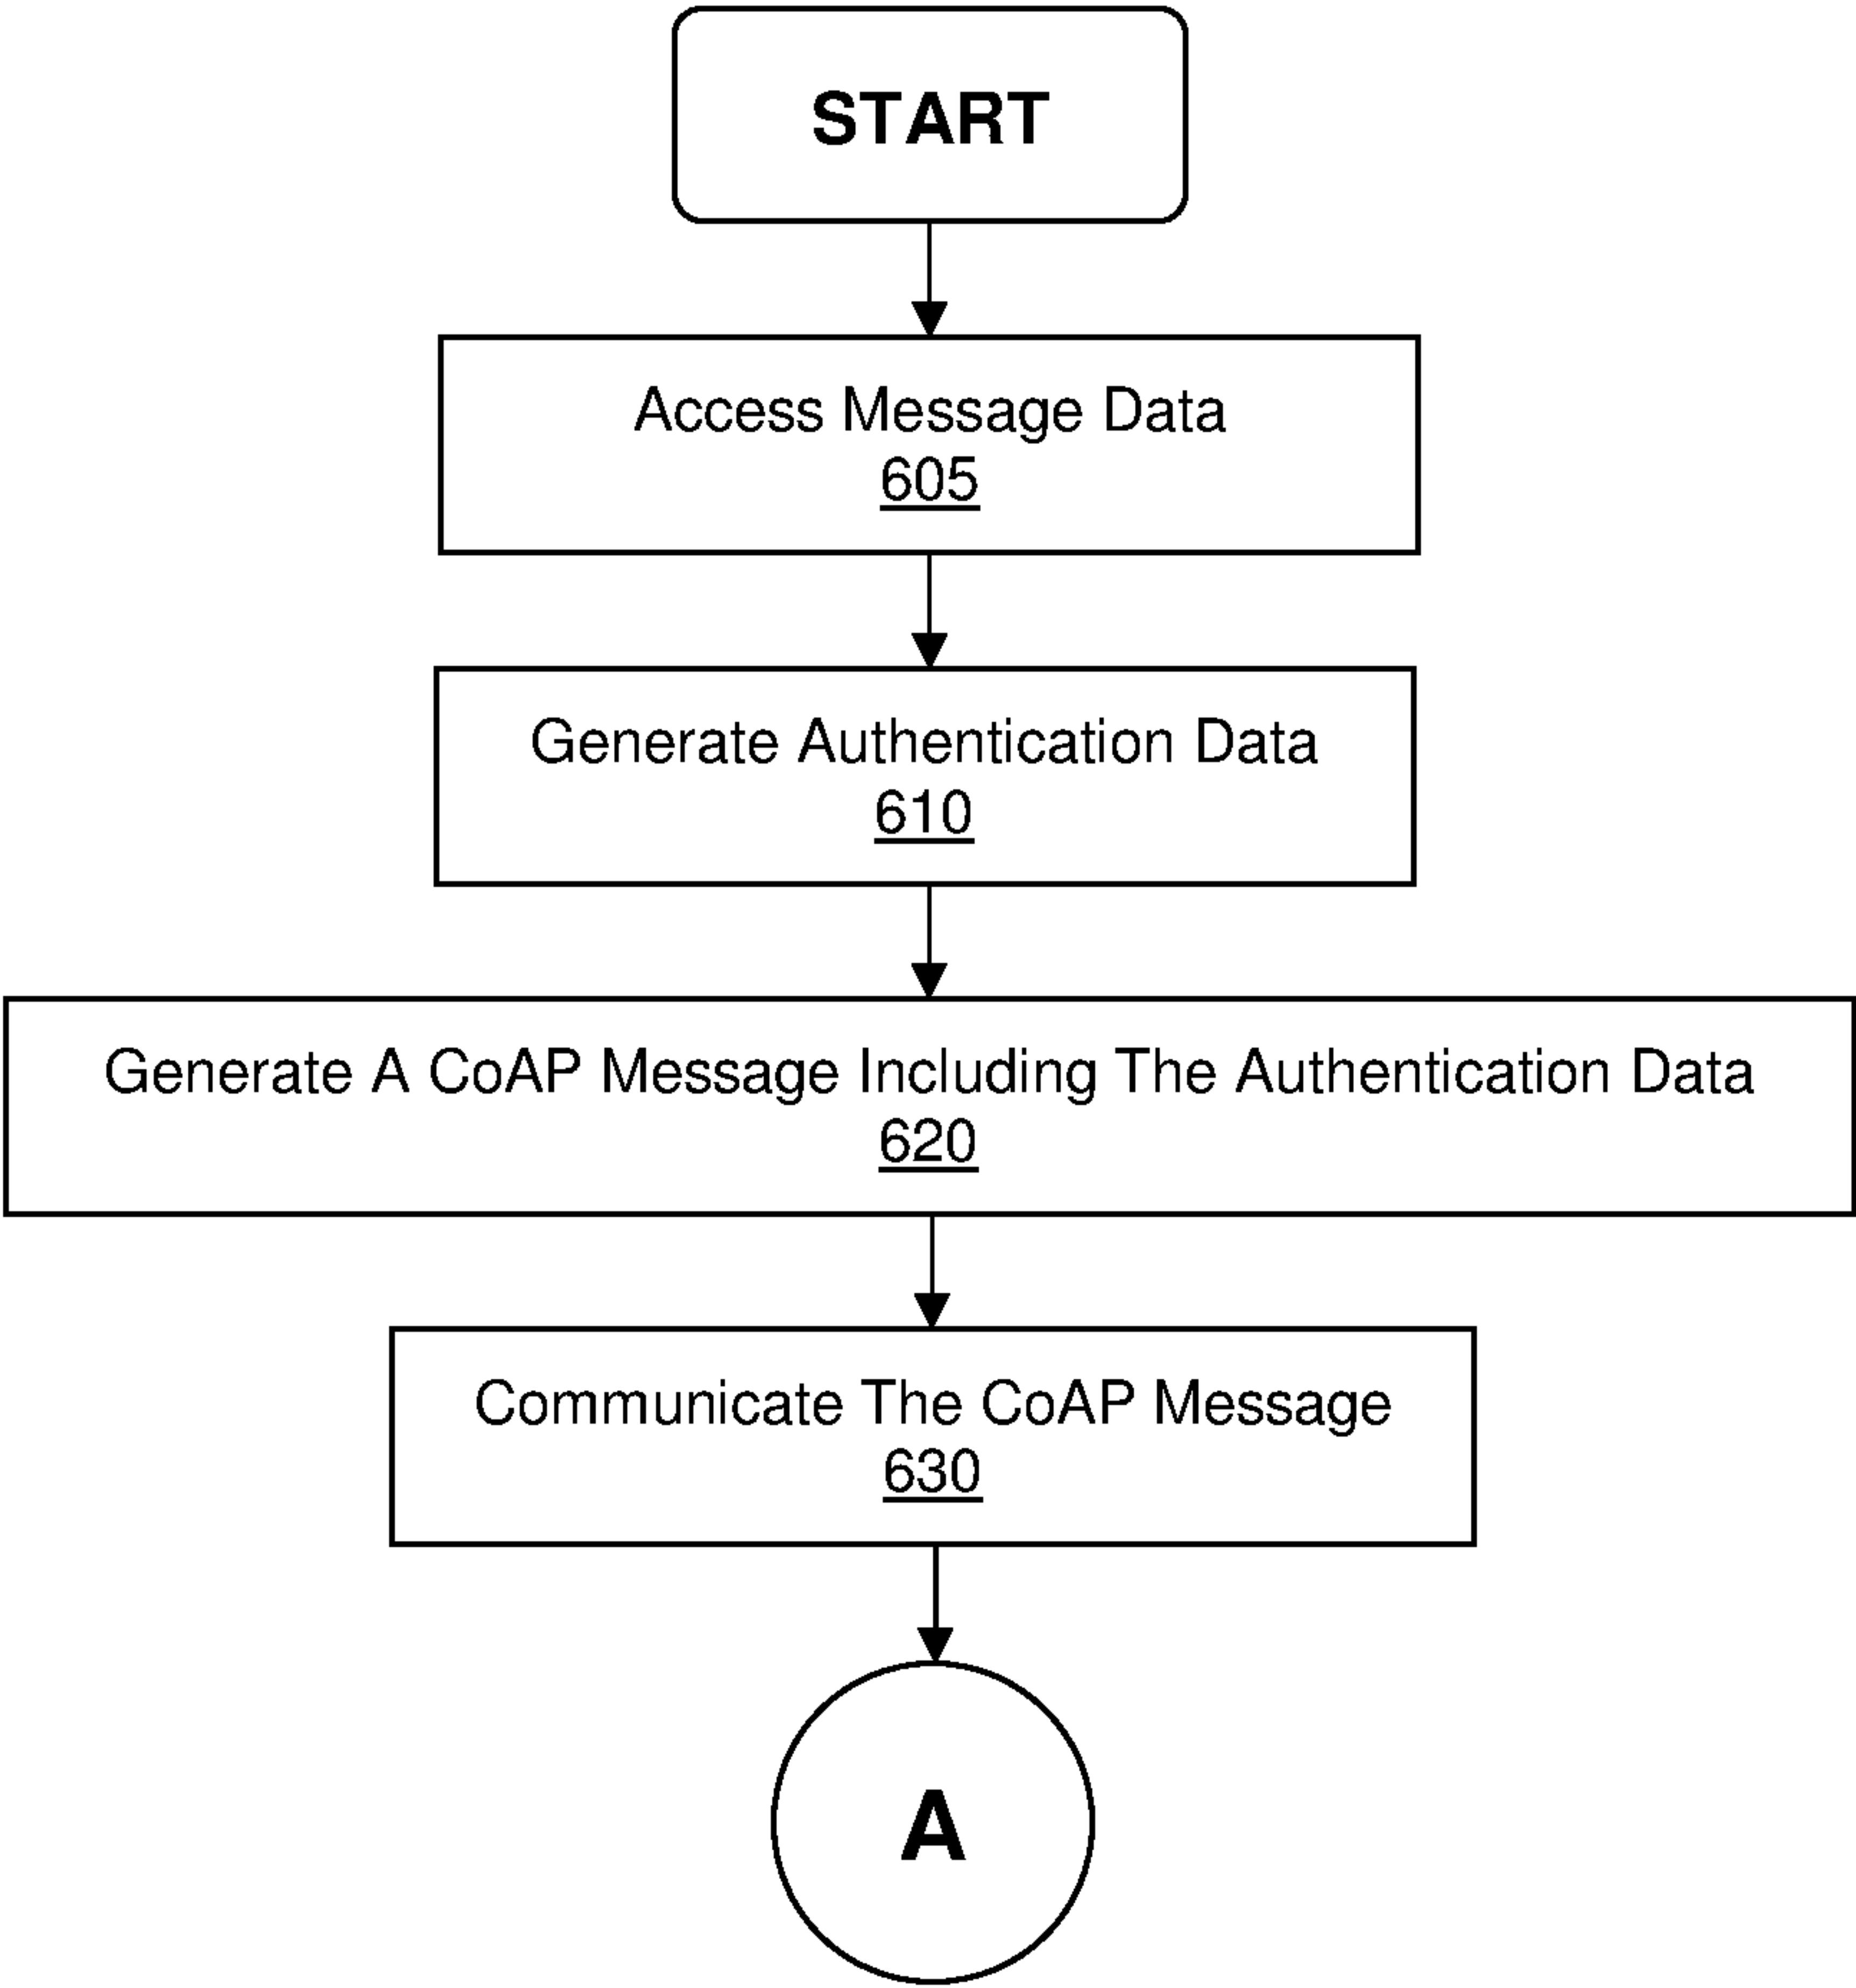 START
Access Message Data
605
Generate Authentication Data
610
Generate A CoAP Message Including The Authentication Data
620
Communicate The CoAP Message
630
A